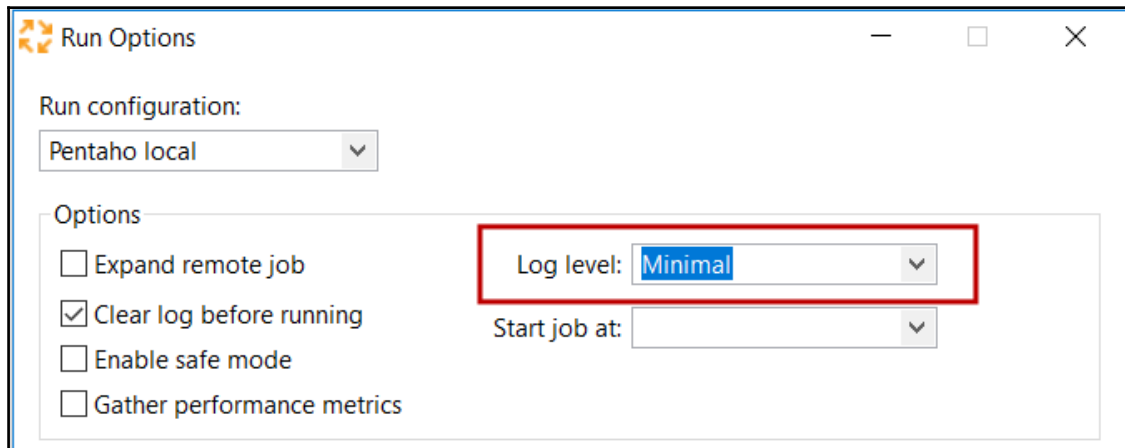 Run Options
Run configuration:
Pentaho local
Options
Expand remote job
Log level: Minimal
Clear log before running
Start job at:
Enable safe mode
Gather performance metrics